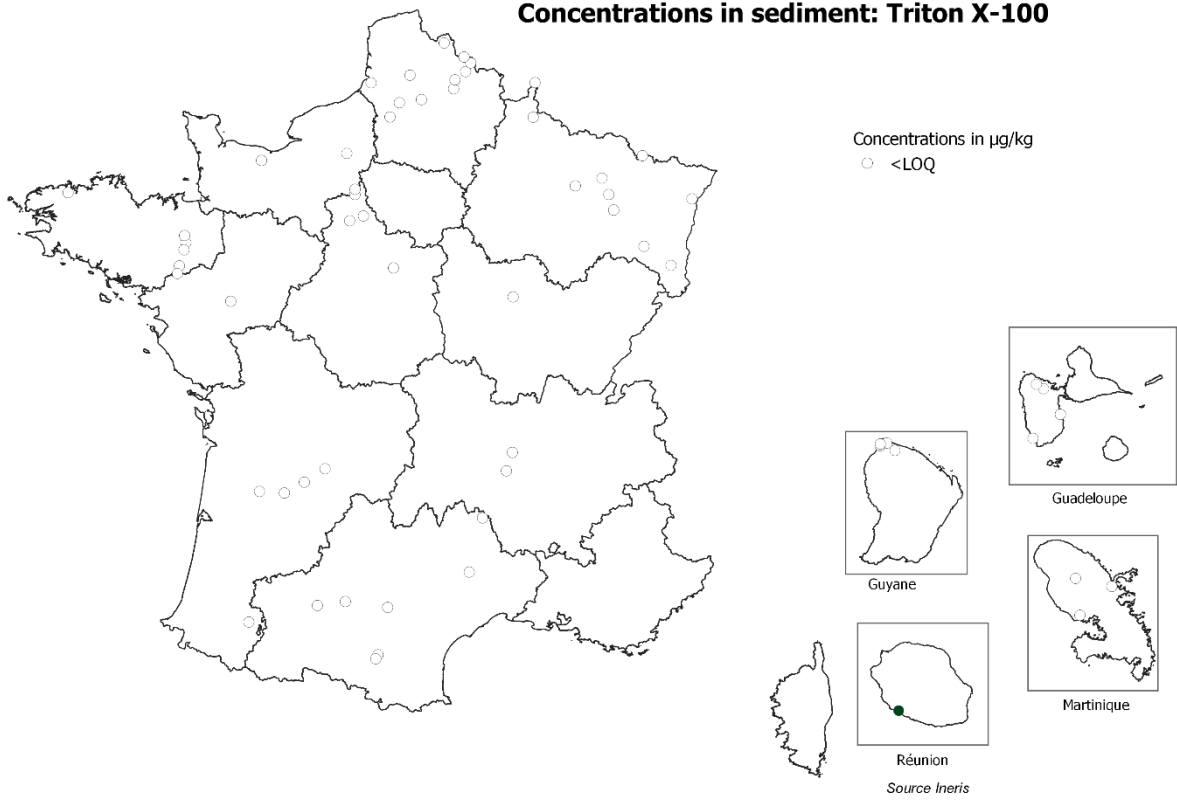 Concentrations in sediment: Triton X-100
Concentrations in µg/kg
<LOQ
Guadeloupe
Guyane
Martinique
Réunion
Source Ineris